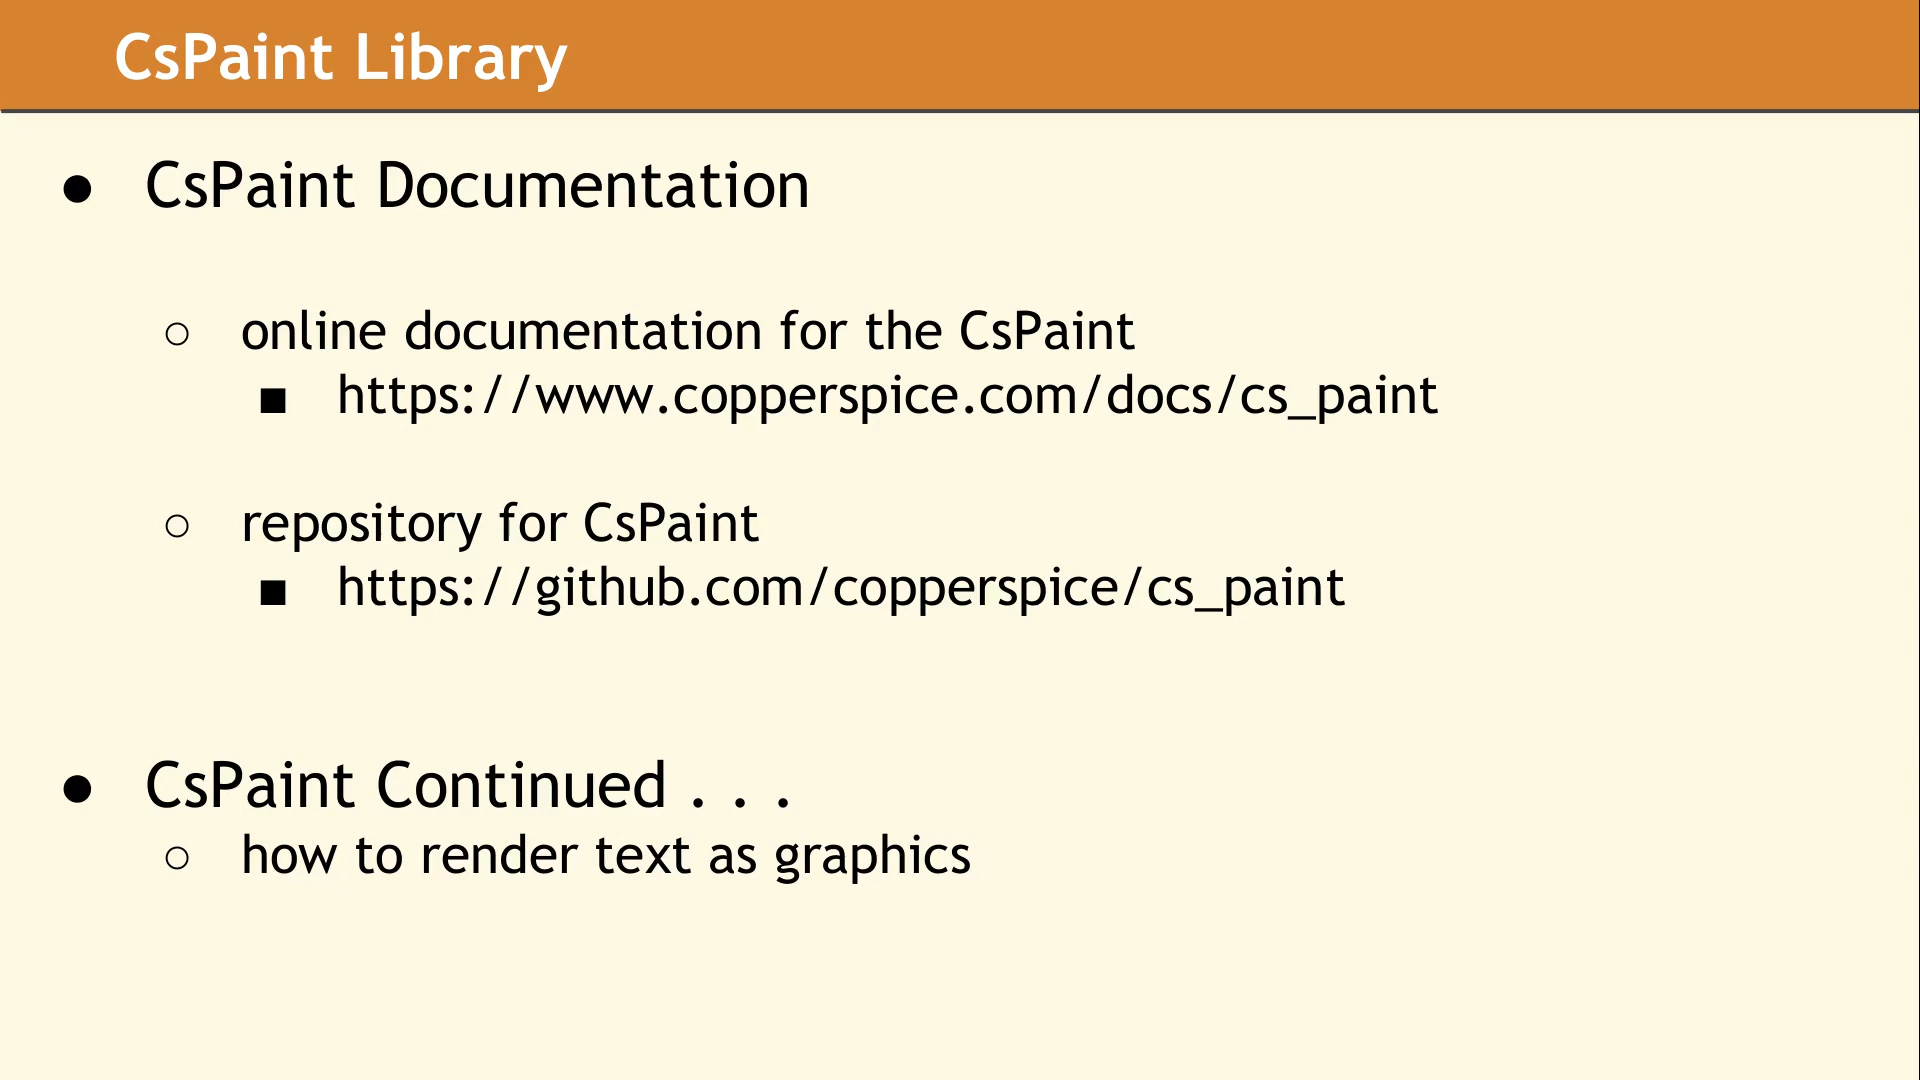 CsPaint Library
● CsPaint Documentation
○ online documentation for the CsPaint
■ https://www.copperspice.com/docs/cs_paint
○ repository for CsPaint
■ https://github.com/copperspice/cs_paint
● CsPaint Continued . . .
○ how to render text as graphics